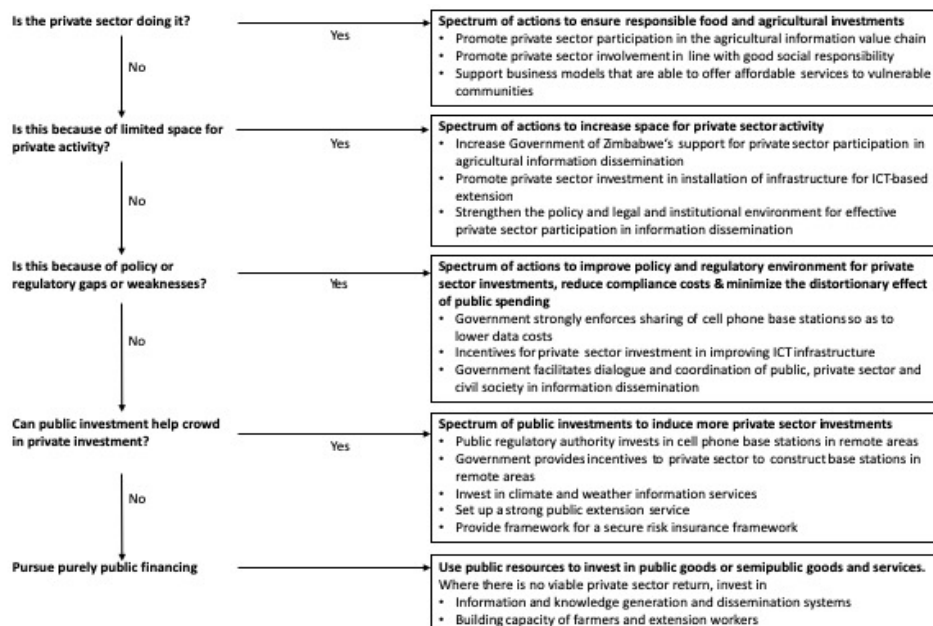 Is the private sector doing it?
Yes
Spectrum of actions to ensure responsible food and agricultural investments
• Promote private sector participation in the agricultural information value chain
• Promote private sector involvement in line with good social responsibility
• Support business models that are able to offer affordable services to vulnerable
communities
No
Is this because of limited space for
private activity?
Yes
Spectrum of actions to increase space for private sector activity
• Increase Government of Zimbabwe's support for private sector participation in
agricultural information dissemination
• Promote private sector investment in installation of infrastructure for ICT-based
extension
• Strengthen the policy and legal and institutional environment for effective
private sector participation in information dissemination
No
Is this because of policy or
regulatory gaps or weaknesses?
Yes
Spectrum of actions to improve policy and regulatory environment for private
sector investments, reduce compliance costs & minimize the distortionary effect
of public spending
• Government strongly enforces sharing of cell phone base stations so as to
lower data costs
• Incentives for private sector investment in improving ICT infrastructure
• Government facilitates dialogue and coordination of public, private sector and
civil society in information dissemination
No
Can public investment help crowd
in private investment?
Yes
Spectrum of public investments to induce more private sector investments
• Public regulatory authority invests in cell phone base stations in remote areas
• Government provides incentives to private sector to construct base stations in
remote areas
• Invest in climate and weather information services
• Set up a strong public extension service
• Provide framework for a secure risk insurance framework
No
Pursue purely public financing
Use public resources to invest in public goods or semipublic goods and services.
Where there is no viable private sector return, invest in
• Information and knowledge generation and dissemination systems
• Building capacity of farmers and extension workers